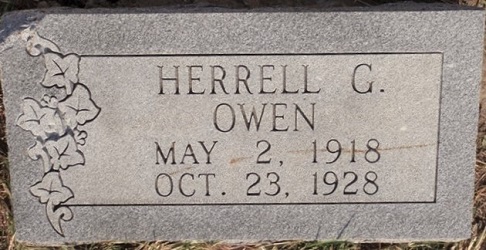 HERRELL G.
OWEN
MAY 2, 1918
OCT. 23, 1928